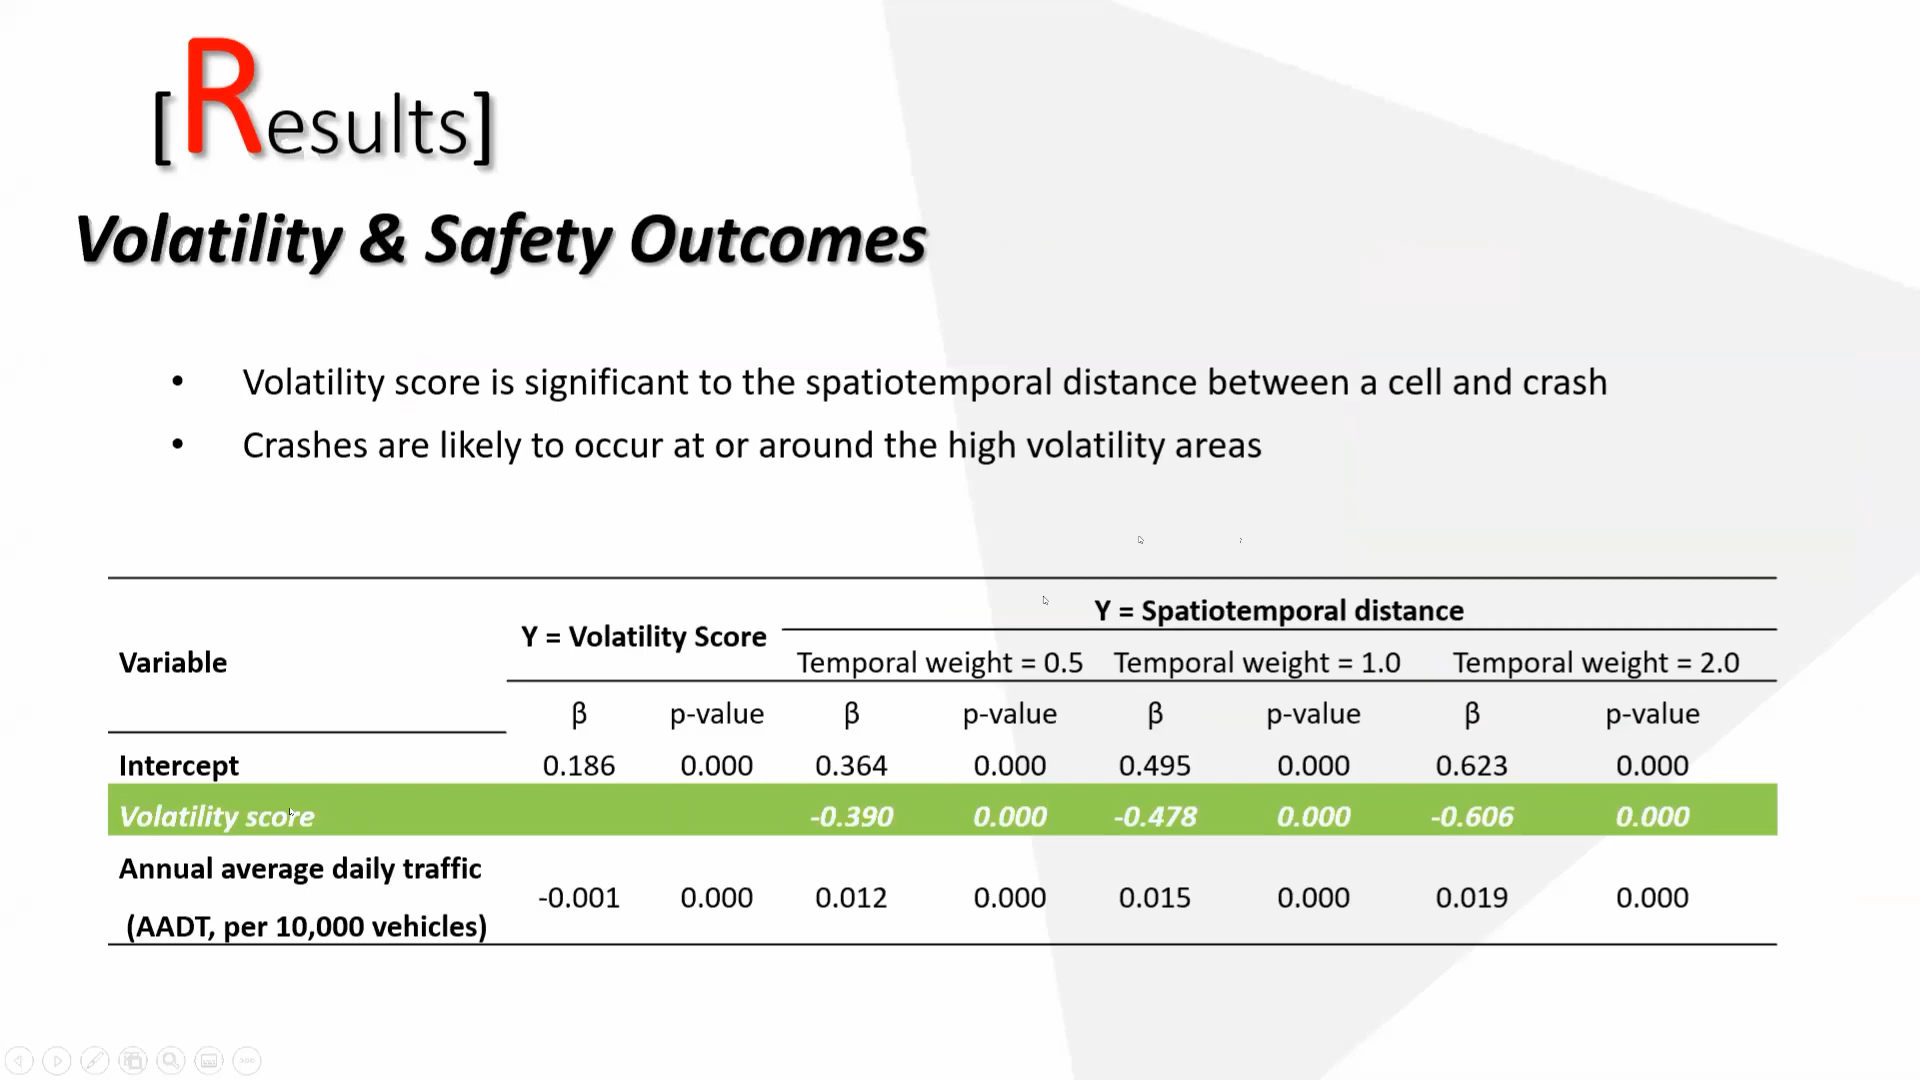 [Results]
Volatility & Safety Outcomes
• Volatility score is significant to the spatiotemporal distance between a cell and crash
• Crashes are likely to occur at or around the high volatility areas
Y = Spatiotemporal distance
Variable Y = Volatility Score
Temporal weight = 0.5 Temporal weight = 1.0 Temporal weight = 2.0
β p-value β p-value β p-value β p-value
Intercept 0.186 0.000 0.364 0.000 0.495 0.000 0.623 0.000
Volatility score -0.390 0.000 -0.478 0.000 -0.606 0.000
Annual average daily traffic
(AADT, per 10,000 vehicles) -0.001 0.000 0.012 0.000 0.015 0.000 0.019 0.000